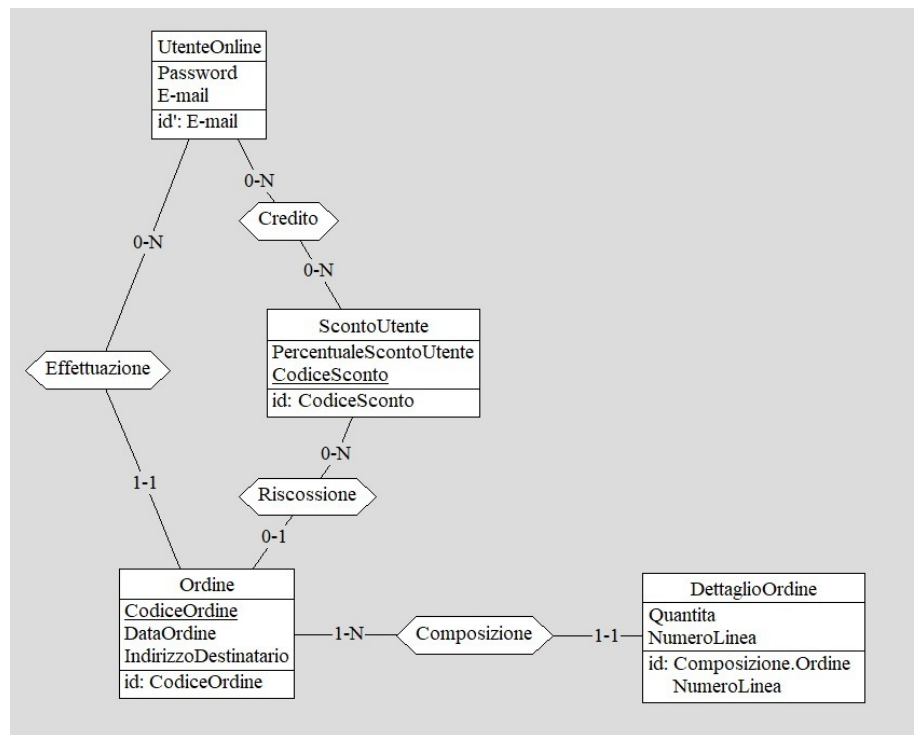 UtenteOnline
Password
E-mail
id': E-mail
0-N
Credito
0-N
0-N
ScontoUtente
PercentualeScontoUtente
CodiceSconto
id: CodiceSconto
Effettuazione
0-N
1-1
Riscossione
0-1
Ordine
CodiceOrdine
DataOrdine
IndirizzoDestinatario
id: CodiceOrdine
1-N
Composizione
1-1
DettaglioOrdine
Quantita
NumeroLinea
id: Composizione.Ordine
NumeroLinea